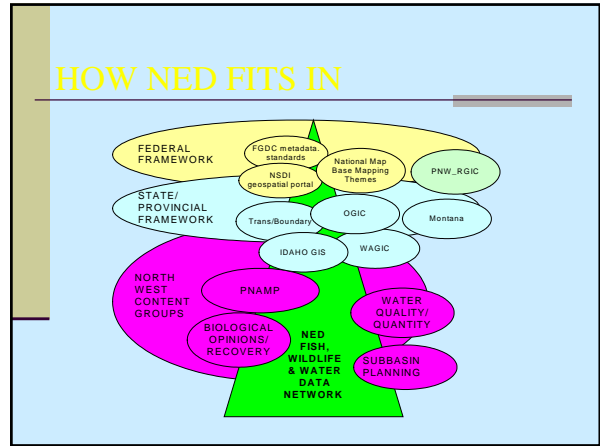 HOW NED FITS IN
FEDERAL
FRAMEWORK
FGDC metadata.
standards
NSDI
geospatial portal
National Map
Base Mapping
Themes
PNW_RGIC
STATE/
PROVINCIAL
FRAMEWORK
Trans/Boundary
OGIC
Montana
IDAHO GIS
WAGIC
NORTH
WEST
CONTENT
GROUPS
PNAMP
BIOLOGICAL
OPINIONS/
RECOVERY
WATER
QUALITY/
QUANTITY
SUBBASIN
PLANNING
NED
FISH,
WILDLIFE
& WATER
DATA
NETWORK